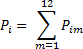 P_i = \sum_{m=1}^{12} P_{im}